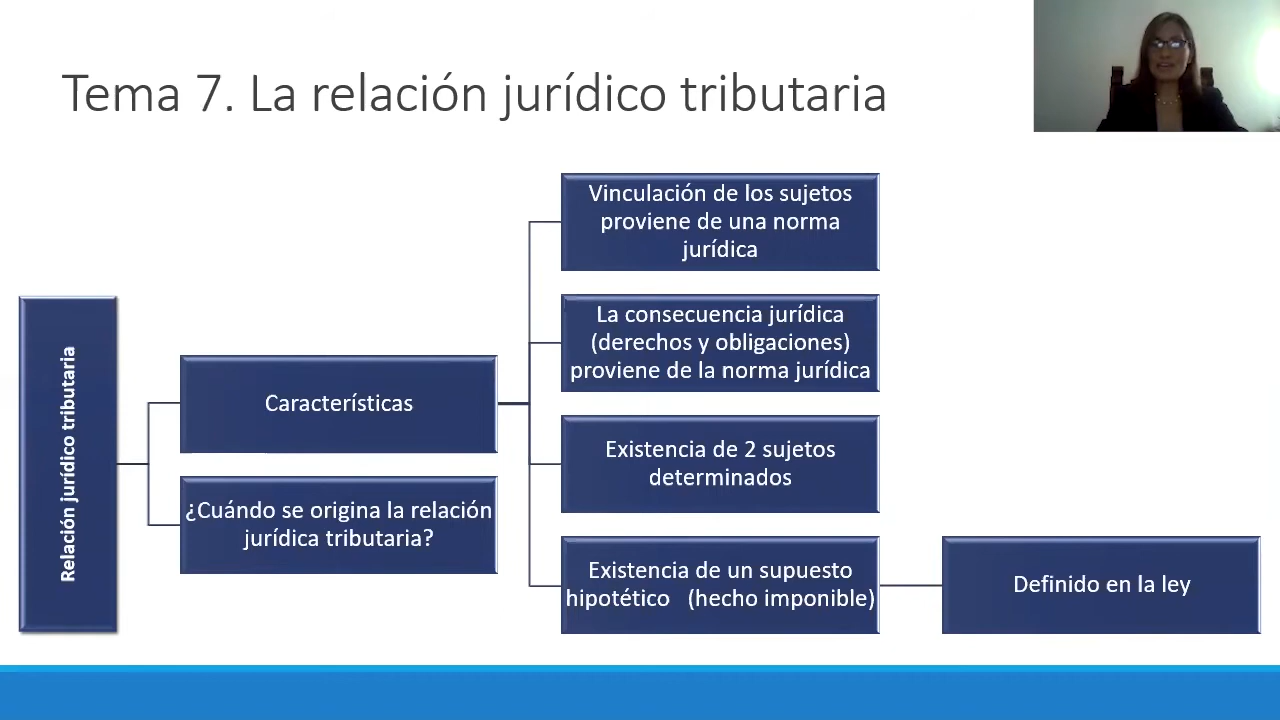 Tema 7. La relación jurídico tributaria
Relación jurídico tributaria
Características
¿Cuándo se origina la relación
jurídica tributaria?
Vinculación de los sujetos
proviene de una norma
jurídica
La consecuencia jurídica
(derechos y obligaciones)
proviene de la norma jurídica
Existencia de 2 sujetos
determinados
Existencia de un supuesto
hipotético (hecho imponible)
Definido en la ley